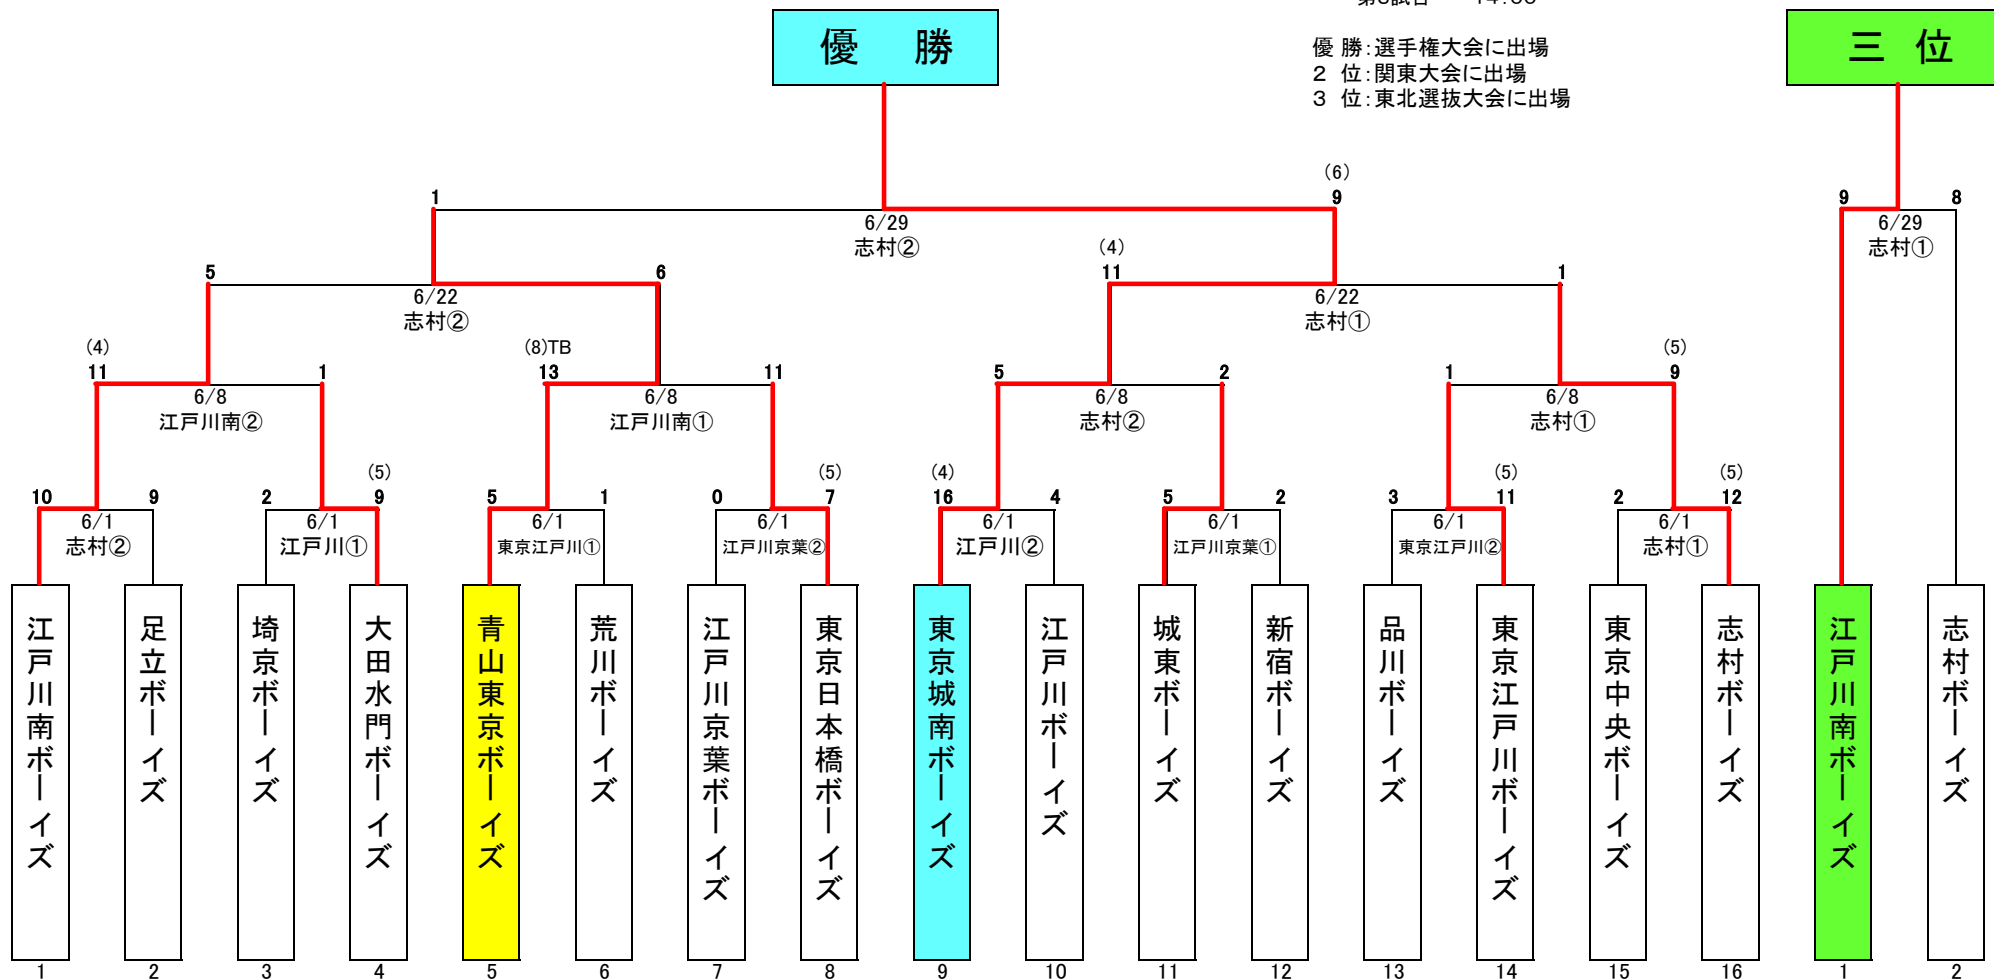 優 勝
三 位
優 勝:選手権大会に出場
2 位:関東大会に出場
3 位:東北選抜大会に出場
(6)
1 9
6/29
志村②
9 8
6/29
志村①
(4)
5 6 11 1
6/22
志村②
6/22
志村①
(4) (8)TB (5)
11 1 13 11 5 2 1 9
6/8
江戸川南②
6/8
江戸川南①
6/8
志村②
6/8
志村①
(5) (5) (4) (5) (5)
10 9 2 9 5 1 0 7 16 4 5 2 3 11 2 12
6/1
志村②
6/1
江戸川①
6/1
東京江戸川①
6/1
江戸川京葉②
6/1
江戸川②
6/1
江戸川京葉①
6/1
東京江戸川②
6/1
志村①
江戸川南ボーイズ
足立ボーイズ
埼京ボーイズ
大田水門ボーイズ
青山東京ボーイズ
荒川ボーイズ
江戸川京葉ボーイズ
東京日本橋ボーイズ
東京城南ボーイズ
江戸川ボーイズ
城東ボーイズ
新宿ボーイズ
品川ボーイズ
東京江戸川ボーイズ
東京中央ボーイズ
志村ボーイズ
江戸川南ボーイズ
志村ボーイズ
1 2 3 4 5 6 7 8 9 10 11 12 13 14 15 16 1 2